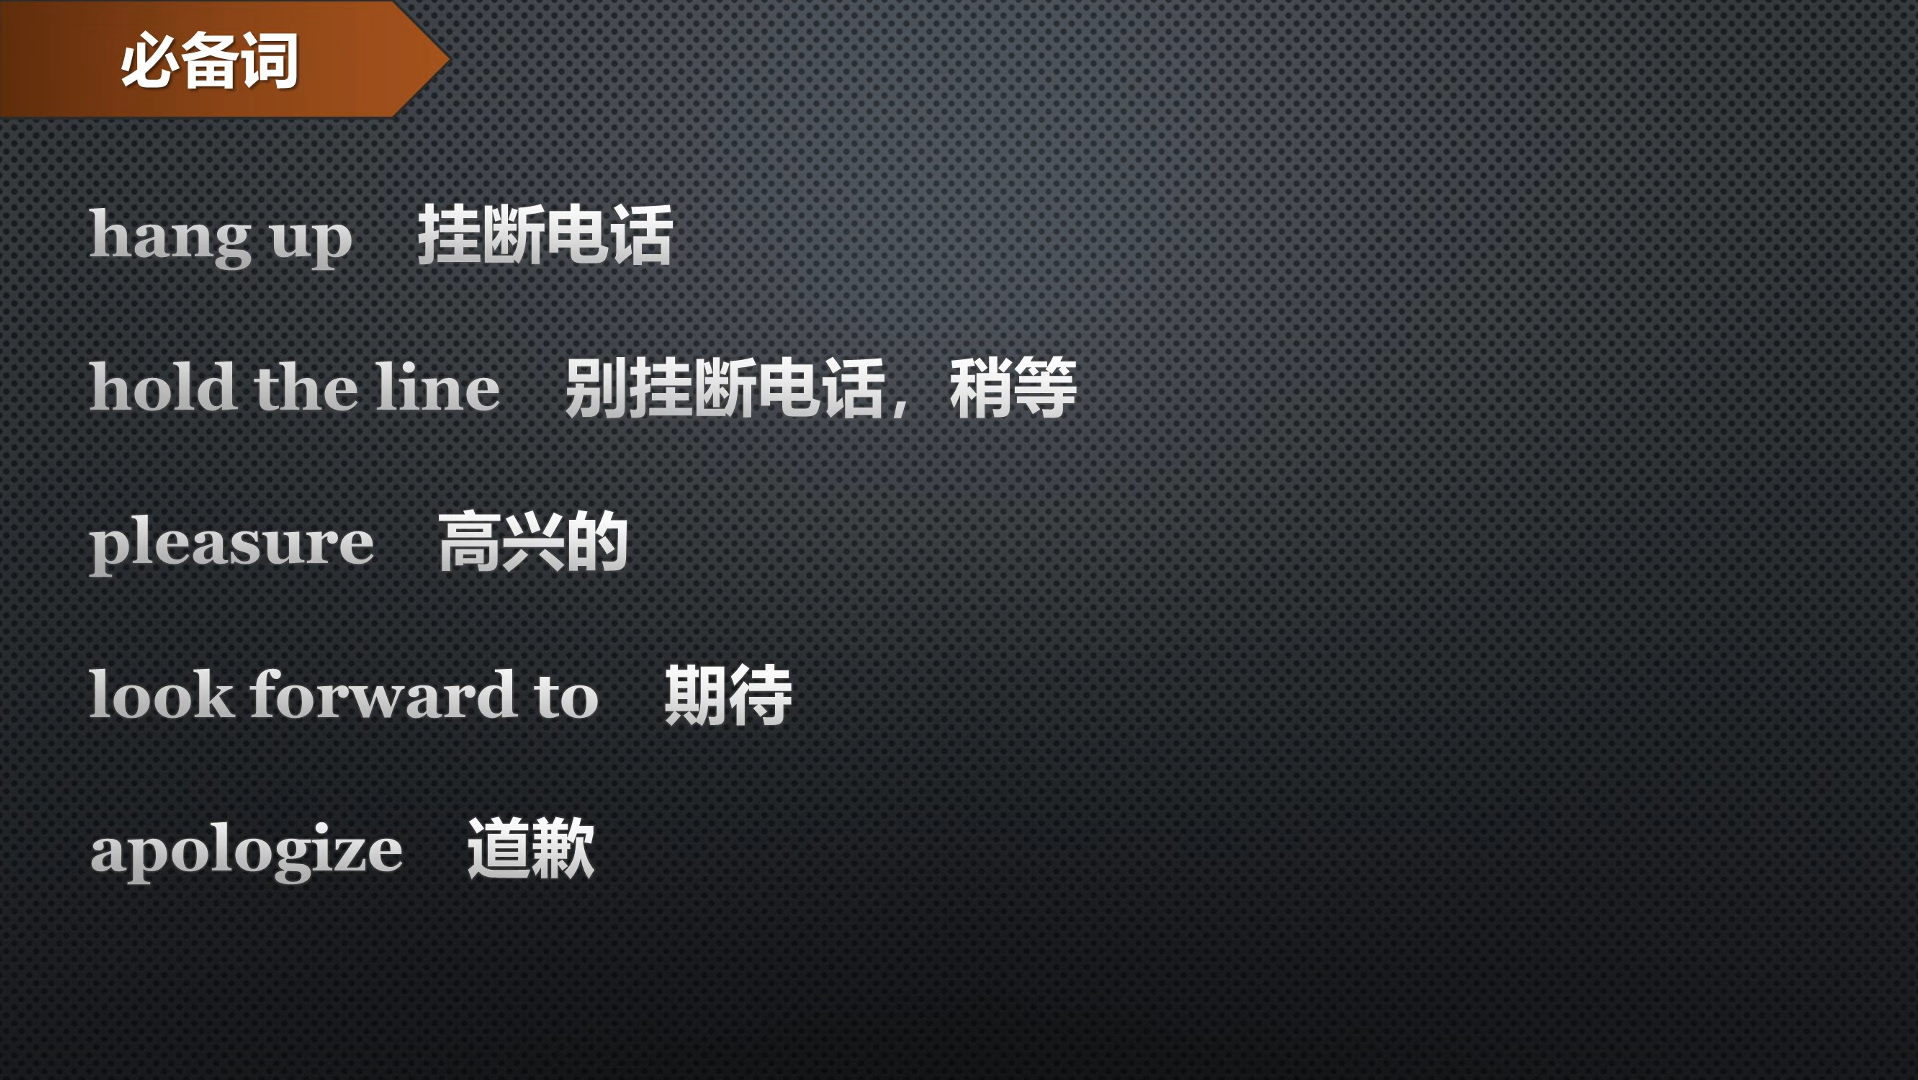 必备词
hang up 挂断电话
hold the line 别挂断电话，稍等
pleasure 高兴的
look forward to 期待
apologize 道歉